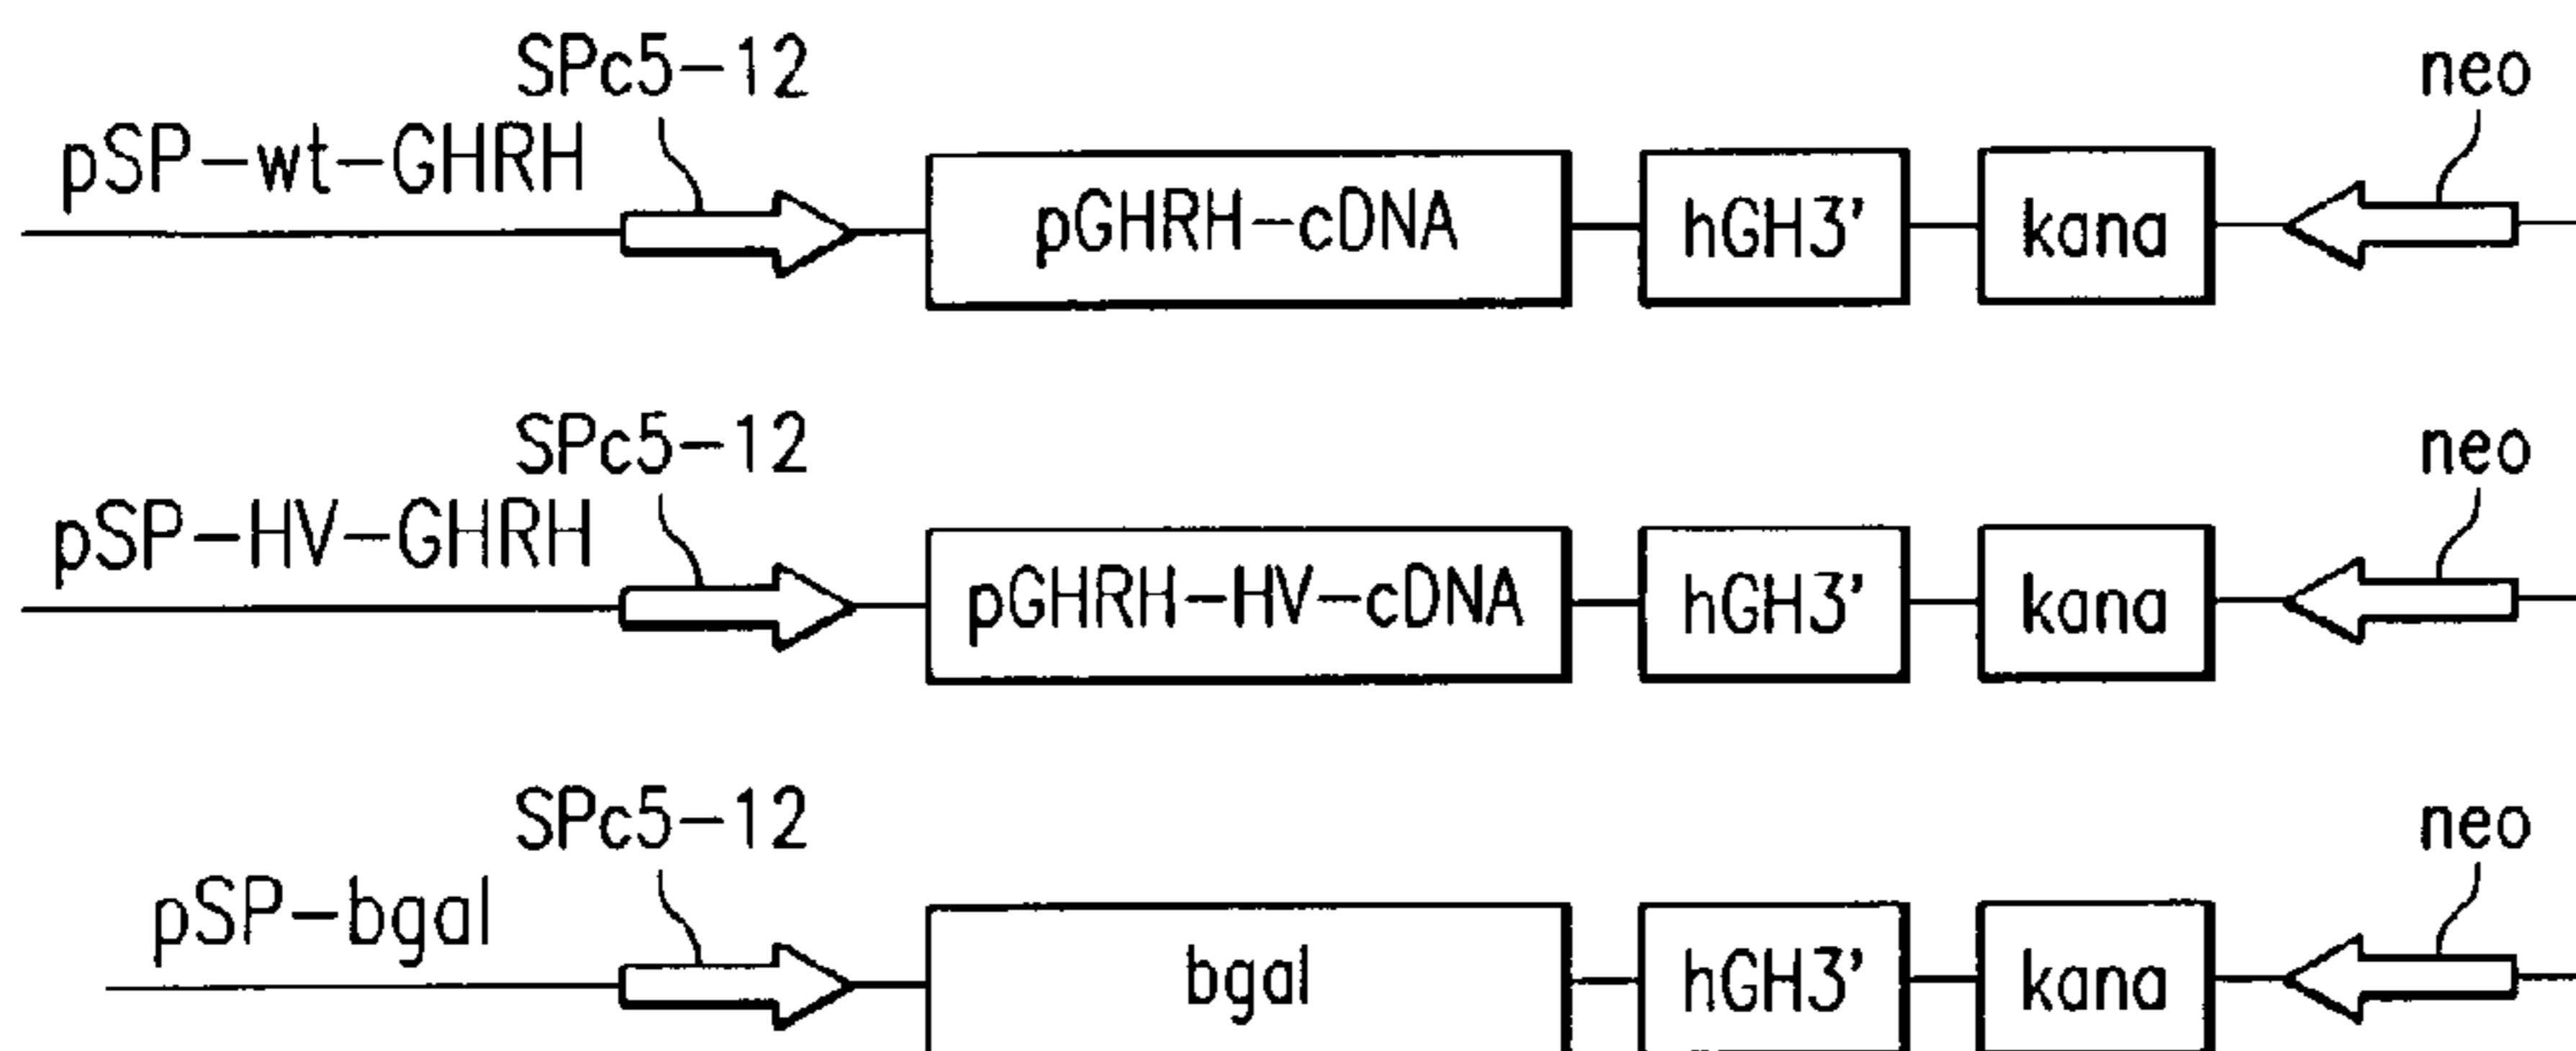 SPc5-12 neo
pSP-wt-GHRH
pGHRH-cDNA hGH3' kana
SPc5-12 neo
pSP-HV-GHRH
pGHRH-HV-cDNA hGH3' kana
SPc5-12 neo
pSP-bgal
bgal hGH3' kana